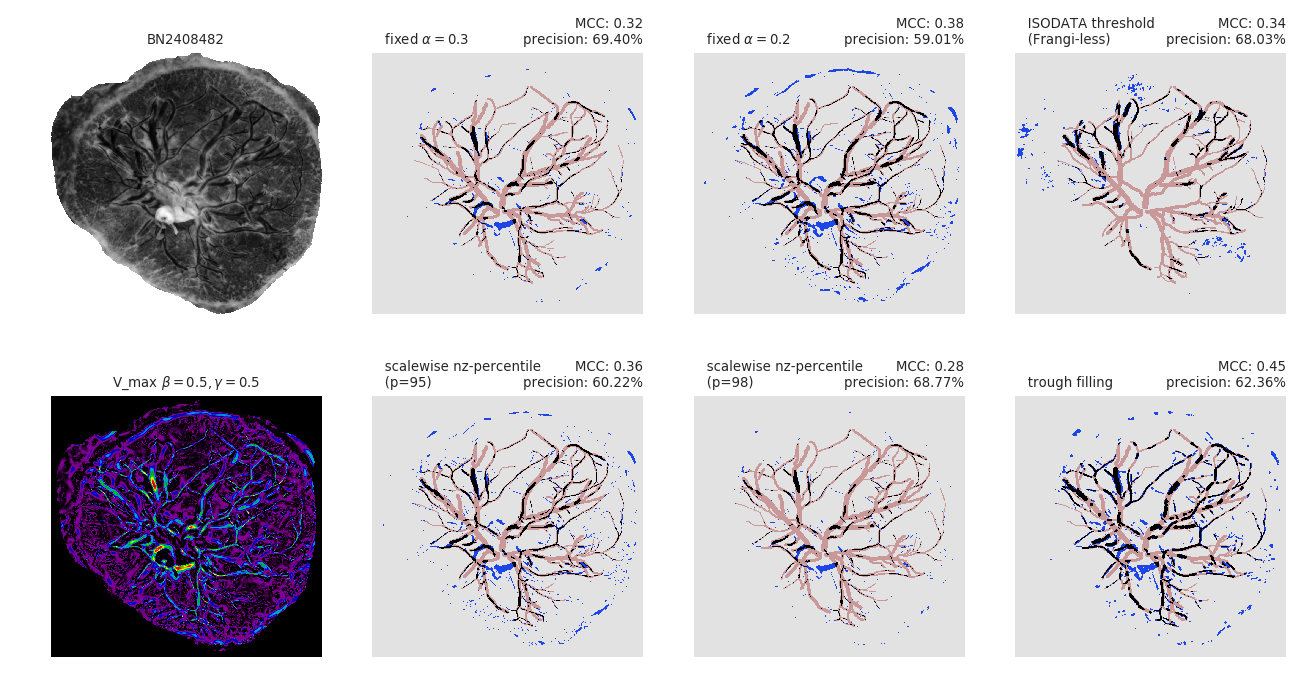 BN2408482
fixed α = 0.3
MCC: 0.32
precision: 69.40%
fixed α = 0.2
MCC: 0.38
precision: 59.01%
ISODATA threshold
(Frangi-less)
MCC: 0.34
precision: 68.03%
V_max β = 0.5, γ = 0.5
scalewise nz-percentile
(p=95)
MCC: 0.36
precision: 60.22%
scalewise nz-percentile
(p=98)
MCC: 0.28
precision: 68.77%
trough filling
MCC: 0.45
precision: 62.36%